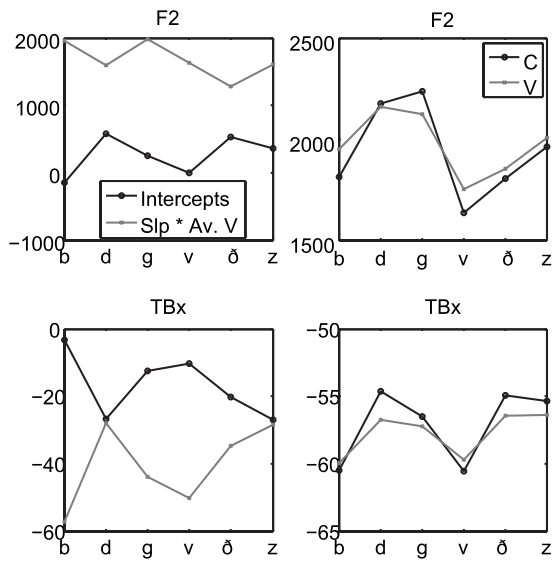 F2
2000
1000
0
−1000
b d g v ð z
Intercepts
Slp * Av. V
F2
2500
2000
1500
b d g v ð z
C
V
TBx
0
−20
−40
−60
b d g v ð z
TBx
−50
−55
−60
−65
b d g v ð z